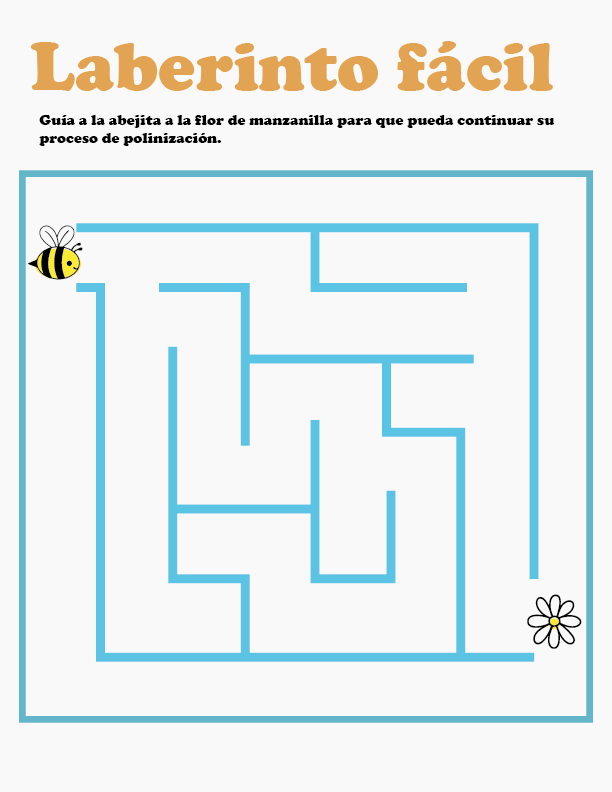 Laberinto fácil
Guía a la abejita a la flor de manzanilla para que pueda continuar su
proceso de polinización.